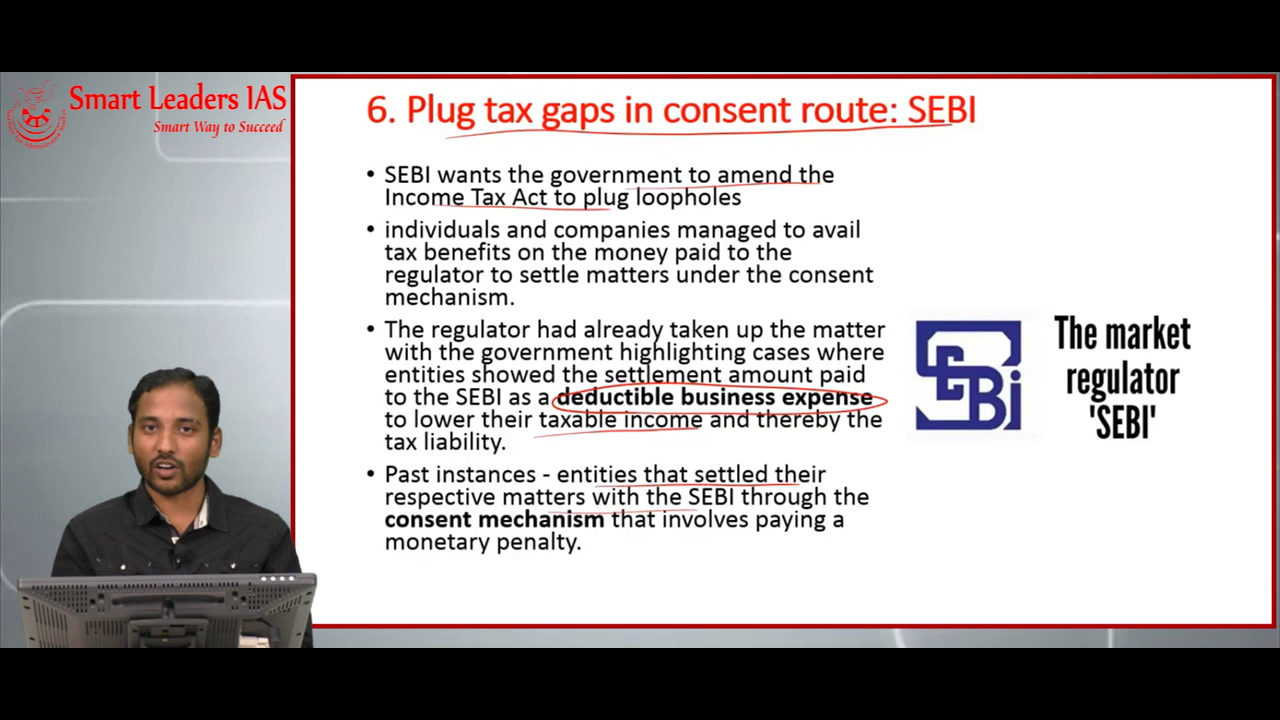 Smart Leaders IAS
Smart Way to Succeed
6. Plug tax gaps in consent route: SEBI
• SEBI wants the government to amend the
Income Tax Act to plug loopholes
• individuals and companies managed to avail
tax benefits on the money paid to the
regulator to settle matters under the consent
mechanism.
• The regulator had already taken up the matter
with the government highlighting cases where
entities showed the settlement amount paid
to the SEBI as a deductible business expense
to lower their taxable income and thereby the
tax liability.
• Past instances - entities that settled their
respective matters with the SEBI through the
consent mechanism that involves paying a
monetary penalty.
SEBi
The market
regulator
'SEBI'